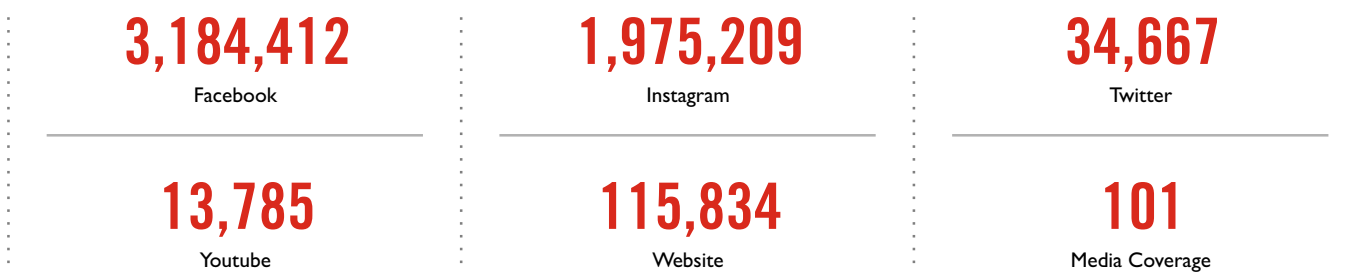 3,184,412
Facebook
1,975,209
Instagram
34,667
Twitter
13,785
Youtube
115,834
Website
101
Media Coverage